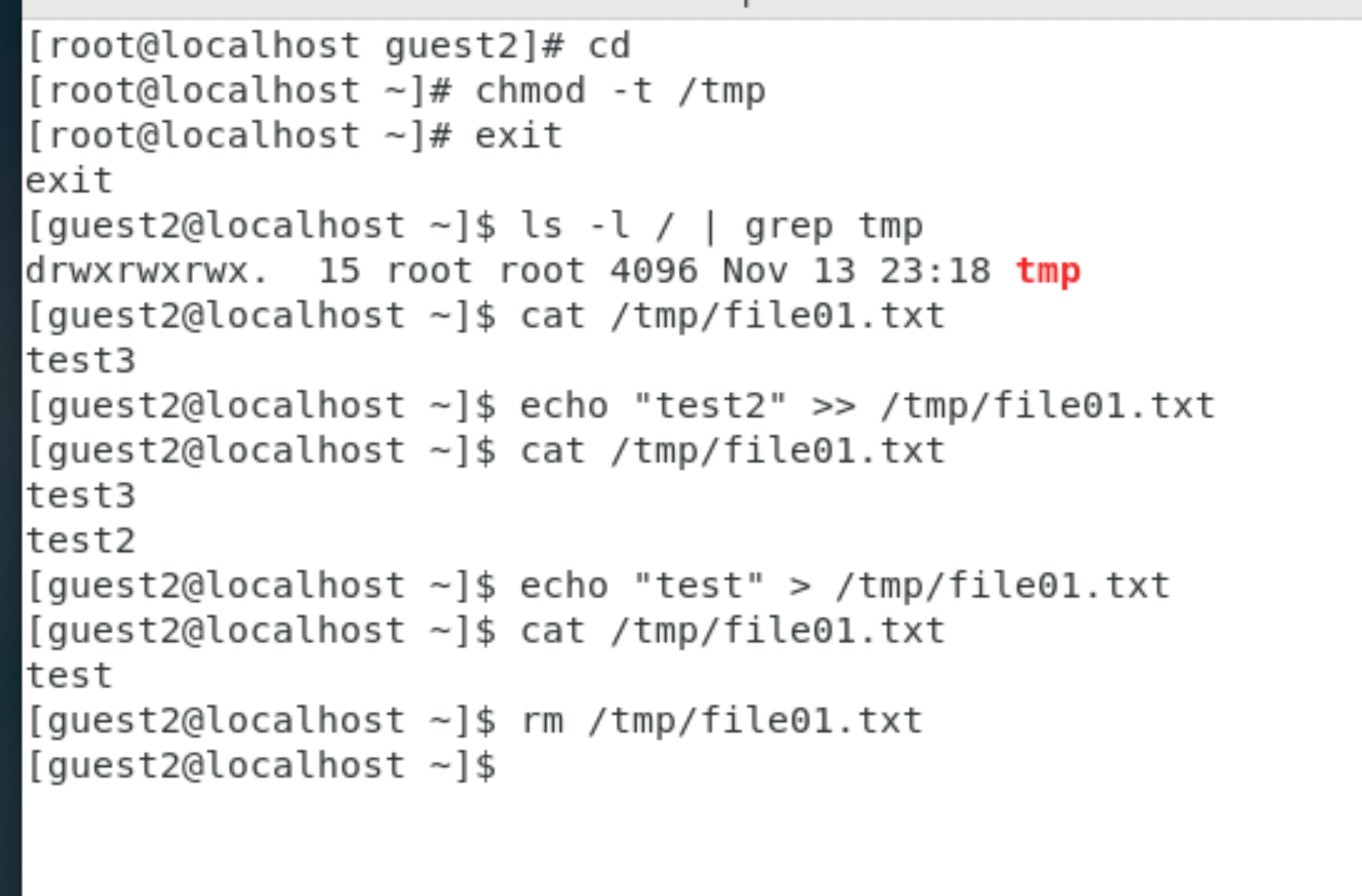 [root@localhost guest2]# cd
[root@localhost ~]# chmod -t /tmp
[root@localhost ~]# exit
exit
[guest2@localhost ~]$ ls -l / | grep tmp
drwxrwxrwx.  15 root root 4096 Nov 13 23:18 tmp
[guest2@localhost ~]$ cat /tmp/file01.txt
test3
[guest2@localhost ~]$ echo "test2" >> /tmp/file01.txt
[guest2@localhost ~]$ cat /tmp/file01.txt
test3
test2
[guest2@localhost ~]$ echo "test" > /tmp/file01.txt
[guest2@localhost ~]$ cat /tmp/file01.txt
test
[guest2@localhost ~]$ rm /tmp/file01.txt
[guest2@localhost ~]$